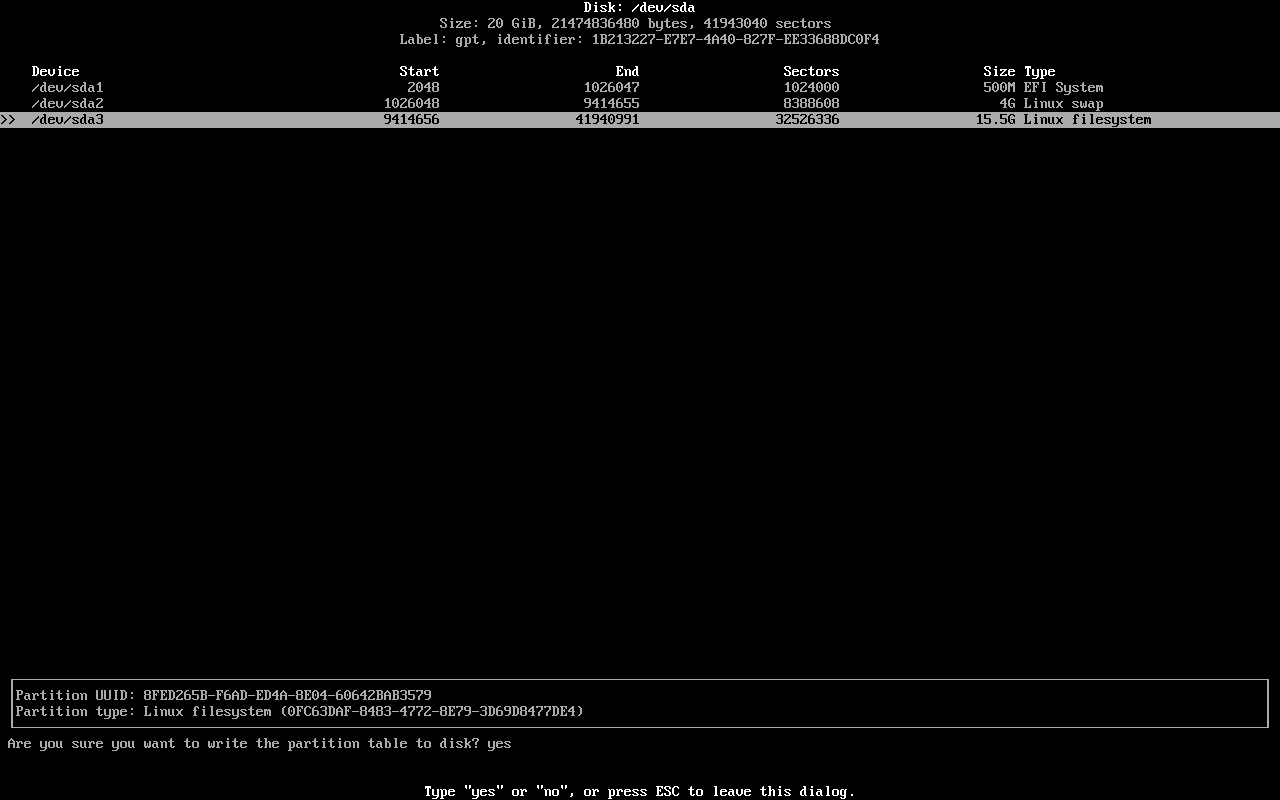 Disk: /dev/sda
Size: 20 GiB, 21474836480 bytes, 41943040 sectors
Label: gpt, identifier: 1B213227-E7E7-4A40-827F-EE33688DC0F4
Device Start End Sectors Size Type
/dev/sda1 2048 1026047 1024000 500M EFI System
/dev/sda2 1026048 9414655 8388608 4G Linux swap
>> /dev/sda3 9414656 41940991 32526336 15.5G Linux filesystem
Partition UUID: 8FED265B-F6AD-ED4A-8E04-60642BAB3579
Partition type: Linux filesystem (0FC63DAF-8483-4772-8E79-3D69D8477DE4)
Are you sure you want to write the partition table to disk? yes
Type "yes" or "no", or press ESC to leave this dialog.